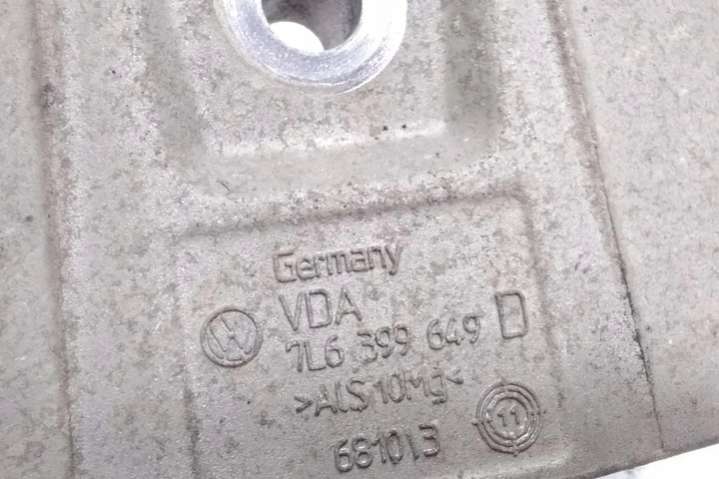 Germany
VDA
7L6 399 649 D
>AlSi10Mg<
681013
11